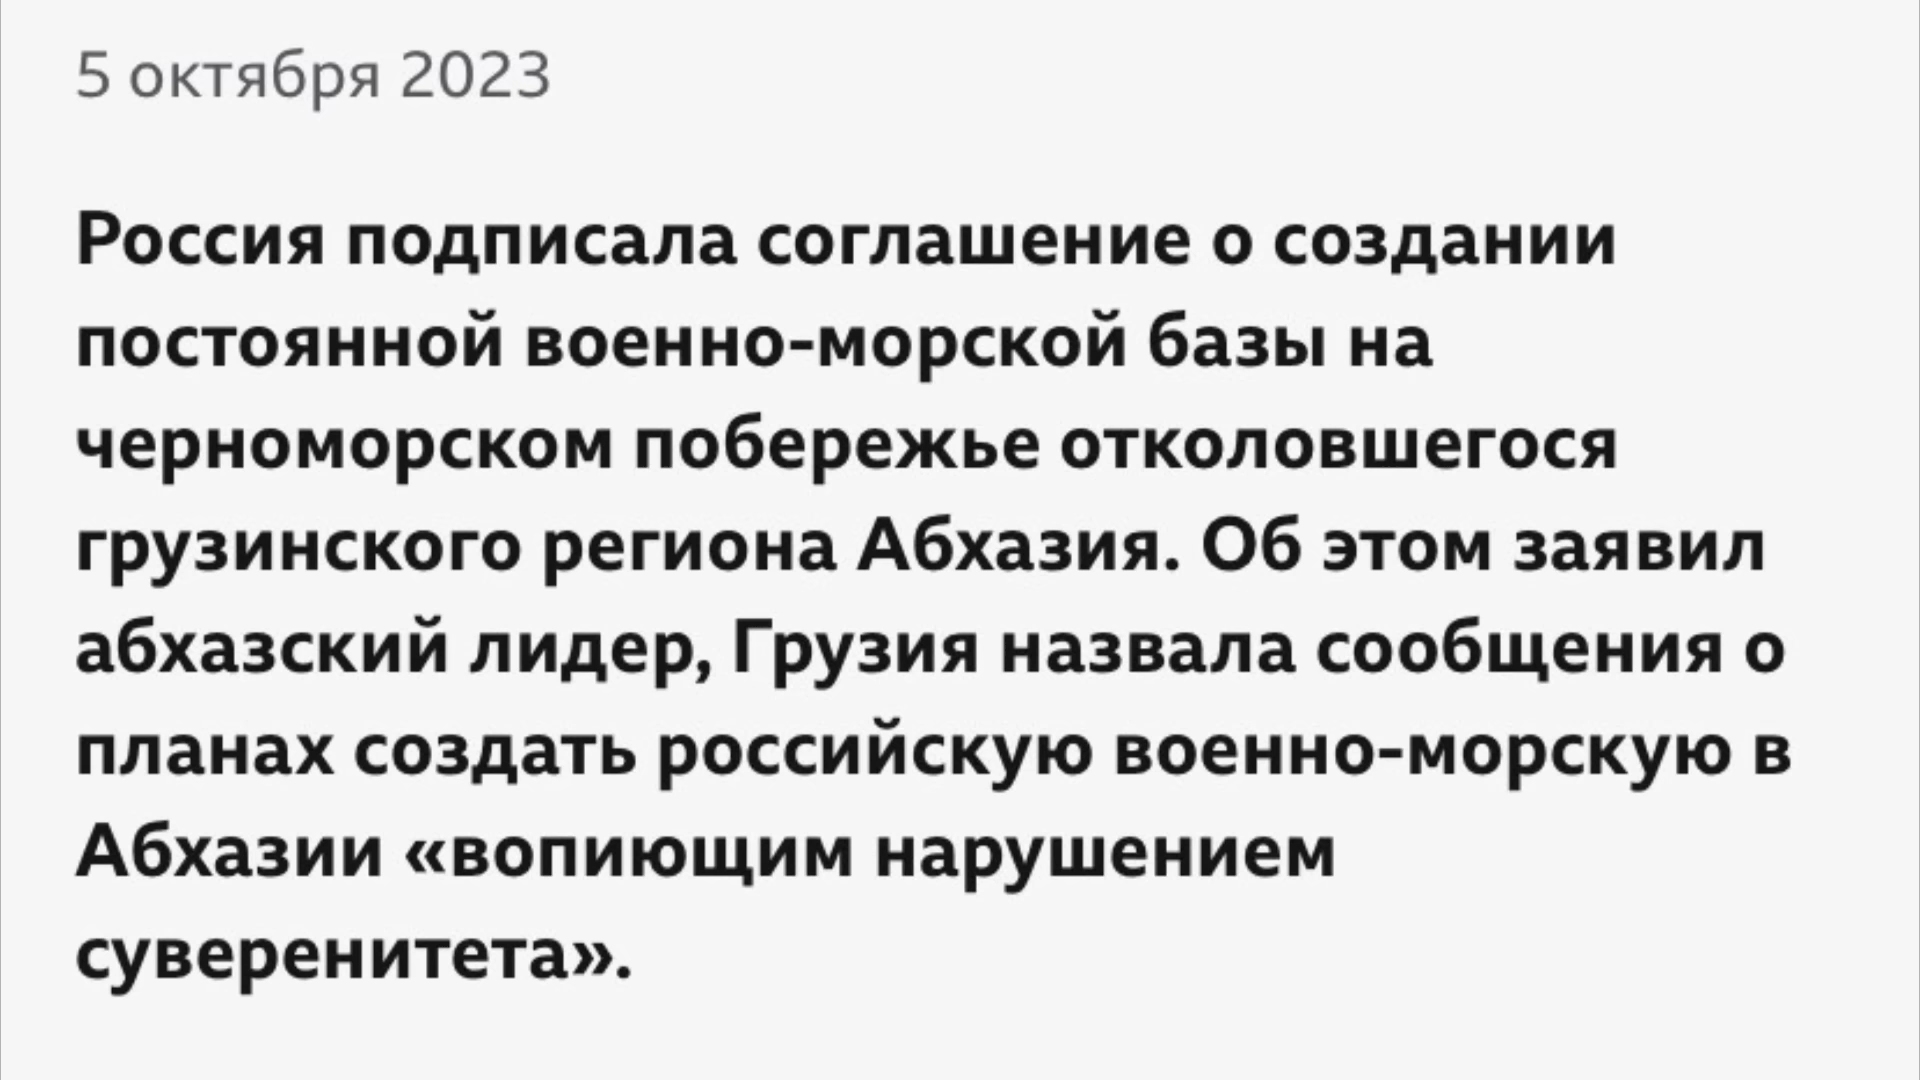 5 октября 2023
Россия подписала соглашение о создании
постоянной военно-морской базы на
черноморском побережье отколовшегося
грузинского региона Абхазия. Об этом заявил
абхазский лидер, Грузия назвала сообщения о
планах создать российскую военно-морскую в
Абхазии «вопиющим нарушением
суверенитета».